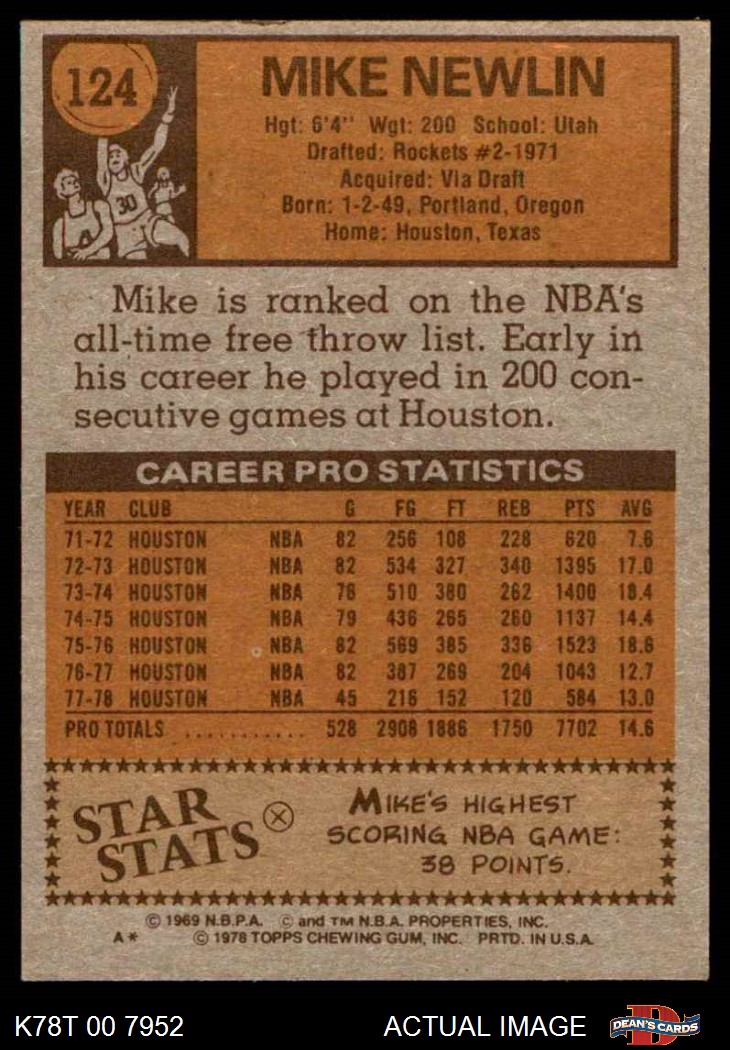 124
MIKE NEWLIN
Hgt: 6'4" Wgt: 200 School: Utah
Drafted: Rockets #2-1971
Acquired: Via Draft
Born: 1-2-49, Portland, Oregon
Home: Houston, Texas
30
Mike is ranked on the NBA's
all-time free throw list. Early in
his career he played in 200 con-
secutive games at Houston.
CAREER PRO STATISTICS
YEAR CLUB G FG FT REB PTS AVG
71-72 HOUSTON NBA 82 256 108 228 620 7.6
72-73 HOUSTON NBA 82 534 327 340 1395 17.0
73-74 HOUSTON NBA 76 510 380 262 1400 18.4
74-75 HOUSTON NBA 79 436 265 260 1137 14.4
75-76 HOUSTON NBA 82 569 385 336 1523 18.6
76-77 HOUSTON NBA 82 387 269 204 1043 12.7
77-78 HOUSTON NBA 45 216 152 120 584 13.0
PRO TOTALS ........... 528 2908 1886 1750 7702 14.6
STAR
STATS
MIKE'S HIGHEST
SCORING NBA GAME:
38 POINTS.
© 1969 N.B.P.A. © and TM N.B.A. PROPERTIES, INC.
A* © 1978 TOPPS CHEWING GUM, INC. PRTD. IN U.S.A.
K78T 00 7952 ACTUAL IMAGE DEAN'S CARDS